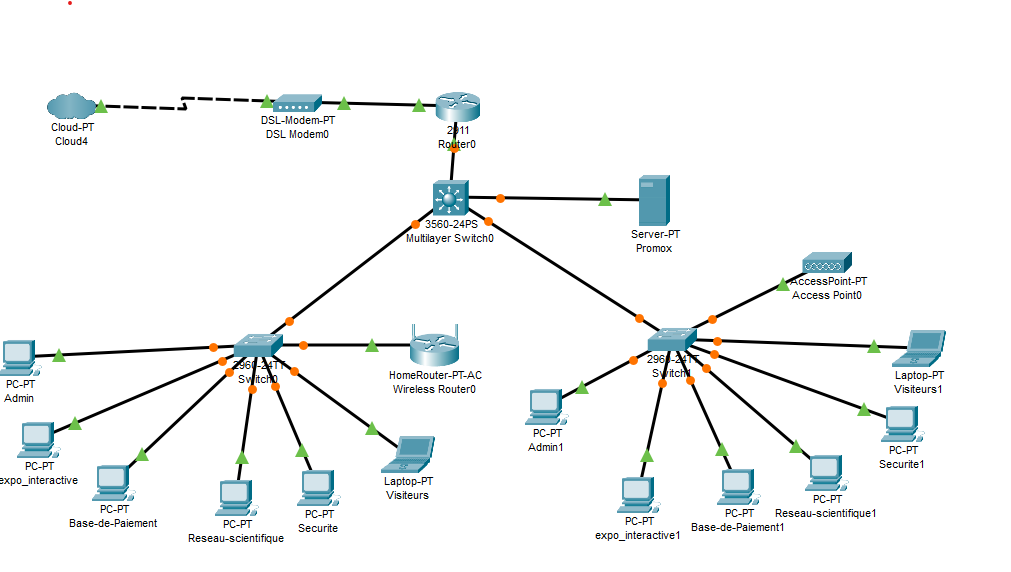 Cloud-PT
Cloud4
DSL-Modem-PT
DSL Modem0
2911
Router0
3560-24PS
Multilayer Switch0
Server-PT
Promox
AccessPoint-PT
Access Point0
2960-24TT
Switch0
HomeRouter-PT-AC
Wireless Router0
2960-24TT
Switch1
Laptop-PT
Visiteurs1
PC-PT
Admin
PC-PT
Admin1
PC-PT
Securite1
PC-PT
expo_interactive
Laptop-PT
Visiteurs
PC-PT
Base-de-Paiement
PC-PT
Reseau-scientifique
PC-PT
Securite
PC-PT
expo_interactive1
PC-PT
Base-de-Paiement1
PC-PT
Reseau-scientifique1